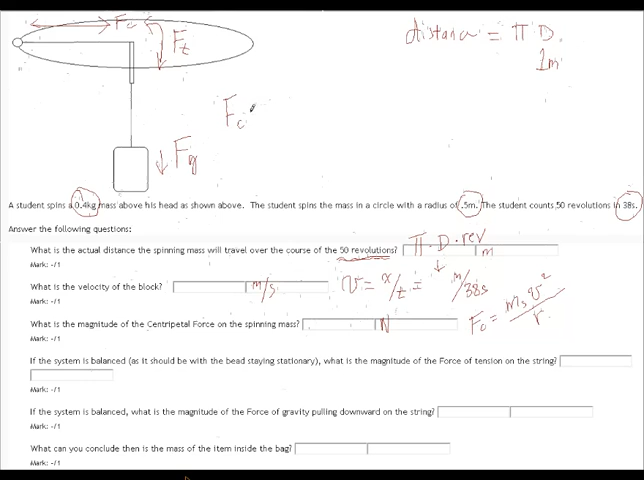 Fc Ft distance = π D.
1m
Fc
Fg
A student spins a 0.4kg mass above his head as shown above. The student spins the mass in a circle with a radius of .5m. The student counts 50 revolutions in 38s.
Answer the following questions:
π · D · rev
What is the actual distance the spinning mass will travel over the course of the 50 revolutions? m
Mark: -/1
What is the velocity of the block? m/s v = x/t = m/38s
Mark: -/1
What is the magnitude of the Centripetal Force on the spinning mass? N Fc = ms v²/r
Mark: -/1
If the system is balanced (as it should be with the bead staying stationary), what is the magnitude of the Force of tension on the string?
Mark: -/1
If the system is balanced, what is the magnitude of the Force of gravity pulling downward on the string?
Mark: -/1
What can you conclude then is the mass of the item inside the bag?
Mark: -/1